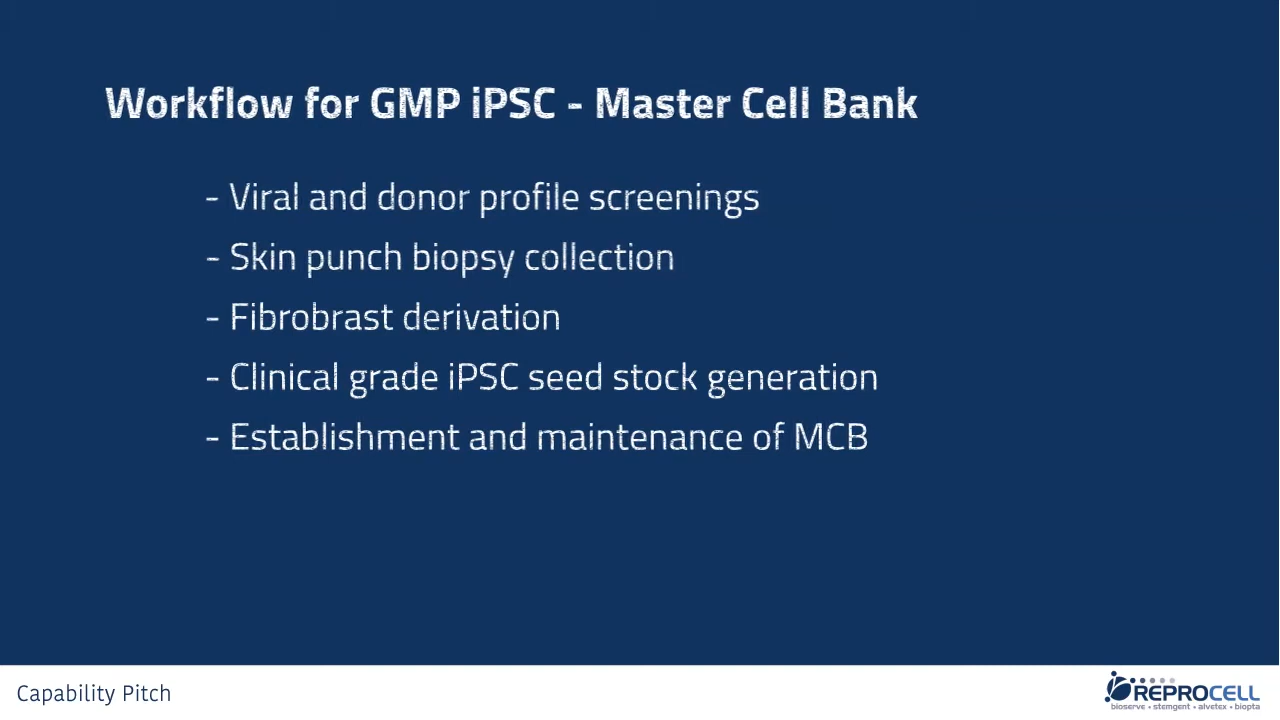 Workflow for GMP iPSC - Master Cell Bank
- Viral and donor profile screenings
- Skin punch biopsy collection
- Fibrobrast derivation
- Clinical grade iPSC seed stock generation
- Establishment and maintenance of MCB
Capability Pitch
REPROCELL
bioserve • stemgent • alvetex • biopta